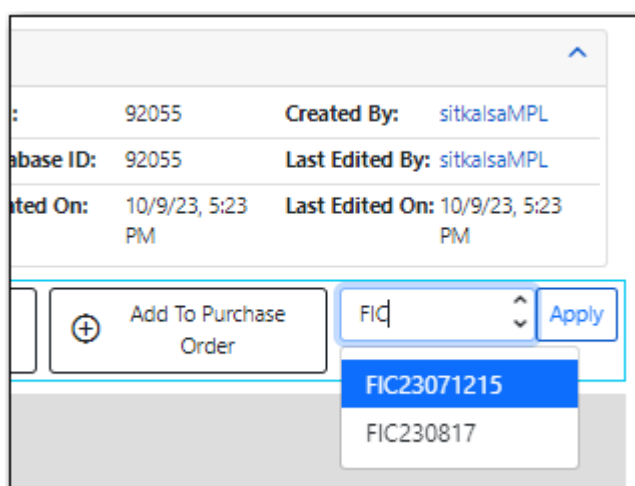 : 92055 Created By: sitkalsaMPL
abase ID: 92055 Last Edited By: sitkalsaMPL
ated On: 10/9/23, 5:23 PM Last Edited On: 10/9/23, 5:23 PM
Add To Purchase
Order
FIC
Apply
FIC23071215
FIC230817